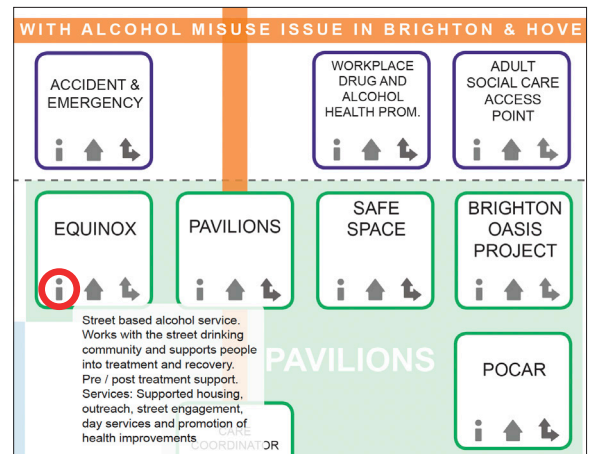 WITH ALCOHOL MISUSE ISSUE IN BRIGHTON & HOVE
ACCIDENT &
EMERGENCY
WORKPLACE
DRUG AND
ALCOHOL
HEALTH PROM.
ADULT
SOCIAL CARE
ACCESS
POINT
EQUINOX
PAVILIONS
SAFE
SPACE
BRIGHTON
OASIS
PROJECT
Street based alcohol service.
Works with the street drinking
community and supports people
into treatment and recovery.
Pre / post treatment support.
Services: Supported housing,
outreach, street engagement,
day services and promotion of
health improvements
PAVILIONS
POCAR
CARE
COORDINATOR